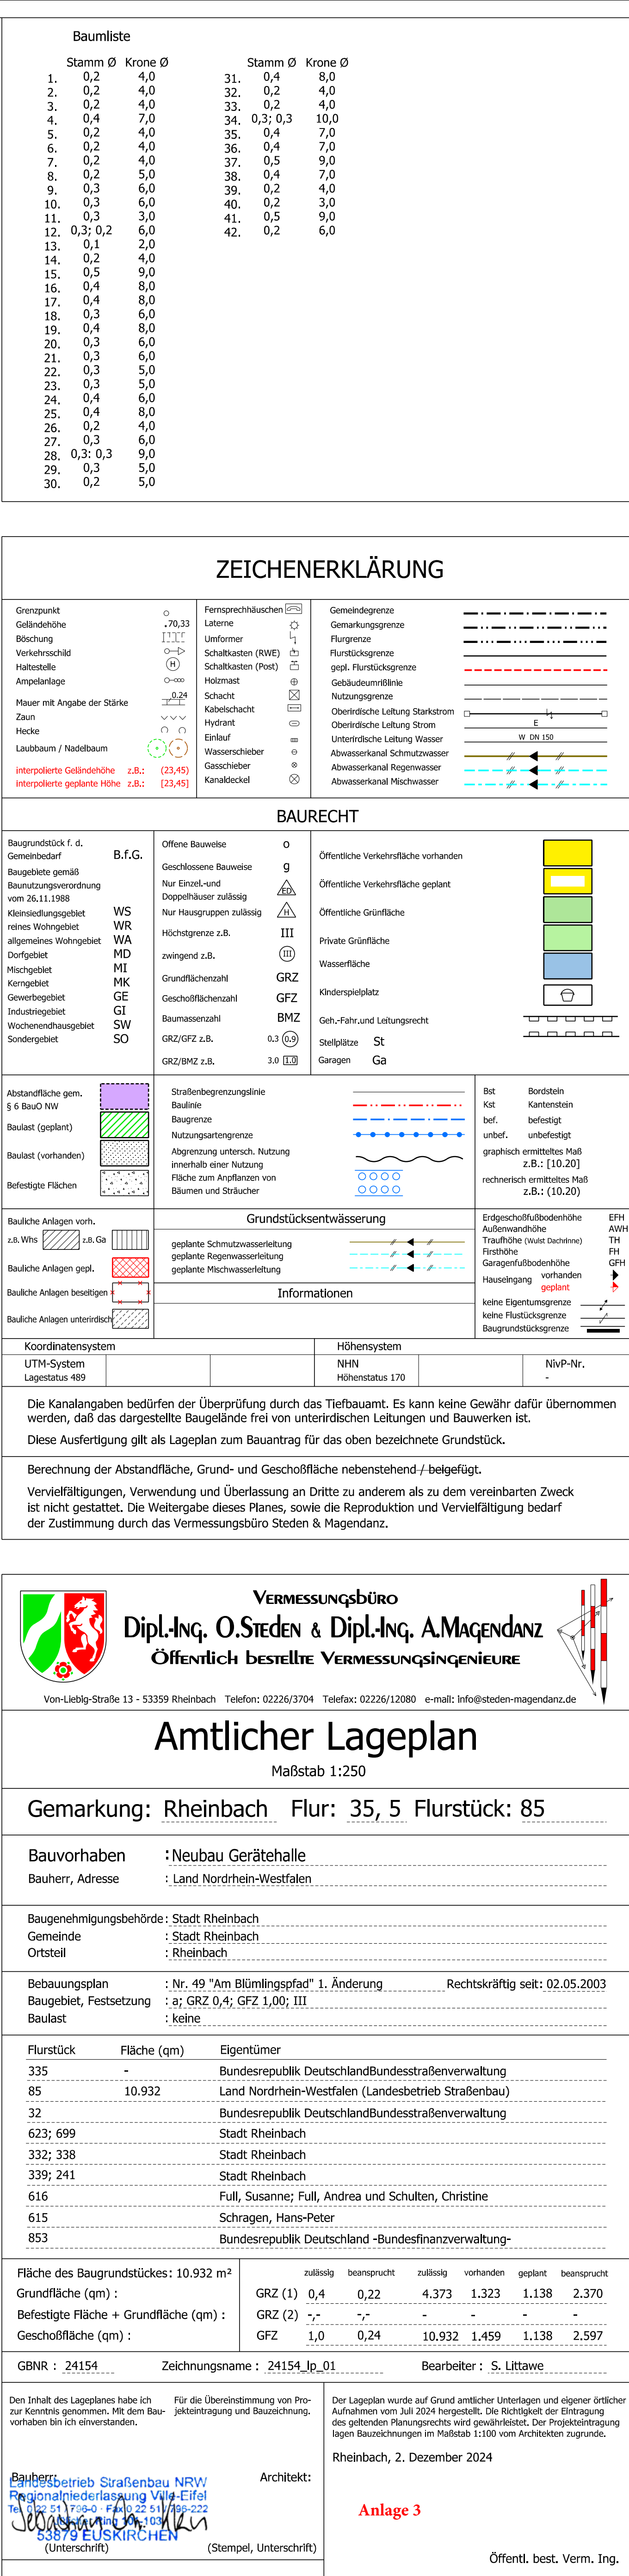 Baumliste
Stamm Ø Krone Ø
1. 0,2 4,0
2. 0,2 4,0
3. 0,2 4,0
4. 0,4 7,0
5. 0,2 4,0
6. 0,2 4,0
7. 0,2 4,0
8. 0,2 5,0
9. 0,3 6,0
10. 0,3 6,0
11. 0,3 3,0
12. 0,3; 0,2 6,0
13. 0,1 2,0
14. 0,2 4,0
15. 0,5 9,0
16. 0,4 8,0
17. 0,4 8,0
18. 0,3 6,0
19. 0,4 8,0
20. 0,3 6,0
21. 0,3 6,0
22. 0,3 5,0
23. 0,3 5,0
24. 0,4 6,0
25. 0,4 8,0
26. 0,2 4,0
27. 0,3 6,0
28. 0,3: 0,3 9,0
29. 0,3 5,0
30. 0,2 5,0
Stamm Ø Krone Ø
31. 0,4 8,0
32. 0,2 4,0
33. 0,2 4,0
34. 0,3; 0,3 10,0
35. 0,4 7,0
36. 0,4 7,0
37. 0,5 9,0
38. 0,4 7,0
39. 0,2 4,0
40. 0,2 3,0
41. 0,5 9,0
42. 0,2 6,0
ZEICHENERKLÄRUNG
Grenzpunkt
Geländehöhe .70,33
Böschung
Verkehrsschild
Haltestelle H
Ampelanlage
Mauer mit Angabe der Stärke 0.24
Zaun
Hecke
Laubbaum / Nadelbaum
interpolierte Geländehöhe z.B.: (23,45)
interpolierte geplante Höhe z.B.: [23,45]
Fernsprechhäuschen
Laterne
Umformer
Schaltkasten (RWE)
Schaltkasten (Post)
Holzmast
Schacht
Kabelschacht
Hydrant
Einlauf
Wasserschieber
Gasschieber
Kanaldeckel
Gemeindegrenze
Gemarkungsgrenze
Flurgrenze
Flurstücksgrenze
gepl. Flurstücksgrenze
Gebäudeumrißlinie
Nutzungsgrenze
Oberirdische Leitung Starkstrom
Oberirdische Leitung Strom E
Unterirdische Leitung Wasser W DN 150
Abwasserkanal Schmutzwasser
Abwasserkanal Regenwasser
Abwasserkanal Mischwasser
BAURECHT
Baugrundstück f. d.
Gemeinbedarf B.f.G.
Baugebiete gemäß
Baunutzungsverordnung
vom 26.11.1988
Kleinsiedlungsgebiet WS
reines Wohngebiet WR
allgemeines Wohngebiet WA
Dorfgebiet MD
Mischgebiet MI
Kerngebiet MK
Gewerbegebiet GE
Industriegebiet GI
Wochenendhausgebiet SW
Sondergebiet SO
Offene Bauweise o
Geschlossene Bauweise g
Nur Einzel.-und
Doppelhäuser zulässig ED
Nur Hausgruppen zulässig H
Höchstgrenze z.B. III
zwingend z.B. III
Grundflächenzahl GRZ
Geschoßflächenzahl GFZ
Baumassenzahl BMZ
GRZ/GFZ z.B. 0.3 0.9
GRZ/BMZ z.B. 3.0 1.0
Öffentliche Verkehrsfläche vorhanden
Öffentliche Verkehrsfläche geplant
Öffentliche Grünfläche
Private Grünfläche
Wasserfläche
Kinderspielplatz
Geh.-Fahr.und Leitungsrecht
Stellplätze St
Garagen Ga
Abstandfläche gem.
§ 6 BauO NW
Baulast (geplant)
Baulast (vorhanden)
Befestigte Flächen
Straßenbegrenzungslinie
Baulinie
Baugrenze
Nutzungsartengrenze
Abgrenzung untersch. Nutzung
innerhalb einer Nutzung
Fläche zum Anpflanzen von
Bäumen und Sträucher
Bst Bordstein
Kst Kantenstein
bef. befestigt
unbef. unbefestigt
graphisch ermitteltes Maß
z.B.: [10.20]
rechnerisch ermitteltes Maß
z.B.: (10.20)
Bauliche Anlagen vorh.
z.B. Whs z.B. Ga
Bauliche Anlagen gepl.
Bauliche Anlagen beseitigen
Bauliche Anlagen unterirdisch
Grundstücksentwässerung
geplante Schmutzwasserleitung
geplante Regenwasserleitung
geplante Mischwasserleitung
Informationen
Erdgeschoßfußbodenhöhe EFH
Außenwandhöhe AWH
Traufhöhe (Wulst Dachrinne) TH
Firsthöhe FH
Garagenfußbodenhöhe GFH
Hauseingang vorhanden
geplant
keine Eigentumsgrenze
keine Flustücksgrenze
Baugrundstücksgrenze
Koordinatensystem
UTM-System
Lagestatus 489
Höhensystem
NHN
Höhenstatus 170
NivP-Nr.
-
Die Kanalangaben bedürfen der Überprüfung durch das Tiefbauamt. Es kann keine Gewähr dafür übernommen
werden, daß das dargestellte Baugelände frei von unterirdischen Leitungen und Bauwerken ist.
Diese Ausfertigung gilt als Lageplan zum Bauantrag für das oben bezeichnete Grundstück.
Berechnung der Abstandfläche, Grund- und Geschoßfläche nebenstehend / beigefügt.
Vervielfältigungen, Verwendung und Überlassung an Dritte zu anderem als zu dem vereinbarten Zweck
ist nicht gestattet. Die Weitergabe dieses Planes, sowie die Reproduktion und Vervielfältigung bedarf
der Zustimmung durch das Vermessungsbüro Steden & Magendanz.
Vermessungsbüro
Dipl.-Ing. O.Steden & Dipl.-Ing. A.Magendanz
Öffentlich bestellte Vermessungsingenieure
Von-Liebig-Straße 13 - 53359 Rheinbach Telefon: 02226/3704 Telefax: 02226/12080 e-mail: info@steden-magendanz.de
Amtlicher Lageplan
Maßstab 1:250
Gemarkung: Rheinbach Flur: 35, 5 Flurstück: 85
Bauvorhaben : Neubau Gerätehalle
Bauherr, Adresse : Land Nordrhein-Westfalen
Baugenehmigungsbehörde : Stadt Rheinbach
Gemeinde : Stadt Rheinbach
Ortsteil : Rheinbach
Bebauungsplan : Nr. 49 "Am Blümlingspfad" 1. Änderung Rechtskräftig seit: 02.05.2003
Baugebiet, Festsetzung : a; GRZ 0,4; GFZ 1,00; III
Baulast : keine
Flurstück Fläche (qm) Eigentümer
335 - Bundesrepublik DeutschlandBundesstraßenverwaltung
85 10.932 Land Nordrhein-Westfalen (Landesbetrieb Straßenbau)
32 Bundesrepublik DeutschlandBundesstraßenverwaltung
623; 699 Stadt Rheinbach
332; 338 Stadt Rheinbach
339; 241 Stadt Rheinbach
616 Full, Susanne; Full, Andrea und Schulten, Christine
615 Schragen, Hans-Peter
853 Bundesrepublik Deutschland -Bundesfinanzverwaltung-
Fläche des Baugrundstückes: 10.932 m² zulässig beansprucht zulässig vorhanden geplant beansprucht
Grundfläche (qm) : GRZ (1) 0,4 0,22 4.373 1.323 1.138 2.370
Befestigte Fläche + Grundfläche (qm) : GRZ (2) -,- -,- - - - -
Geschoßfläche (qm) : GFZ 1,0 0,24 10.932 1.459 1.138 2.597
GBNR : 24154 Zeichnungsname : 24154_lp_01 Bearbeiter : S. Littawe
Den Inhalt des Lageplanes habe ich
zur Kenntnis genommen. Mit dem Bau-
vorhaben bin ich einverstanden.
Für die Übereinstimmung von Pro-
jekteintragung und Bauzeichnung.
Der Lageplan wurde auf Grund amtlicher Unterlagen und eigener örtlicher
Aufnahmen vom Juli 2024 hergestellt. Die Richtigkeit der Eintragung
des geltenden Planungsrechts wird gewährleistet. Der Projekteintragung
lagen Bauzeichnungen im Maßstab 1:100 vom Architekten zugrunde.
Rheinbach, 2. Dezember 2024
Bauherr: Architekt:
Landesbetrieb Straßenbau NRW
Regionalniederlassung Ville-Eifel
53879 EUSKIRCHEN
Anlage 3
(Unterschrift) (Stempel, Unterschrift)
Öffentl. best. Verm. Ing.